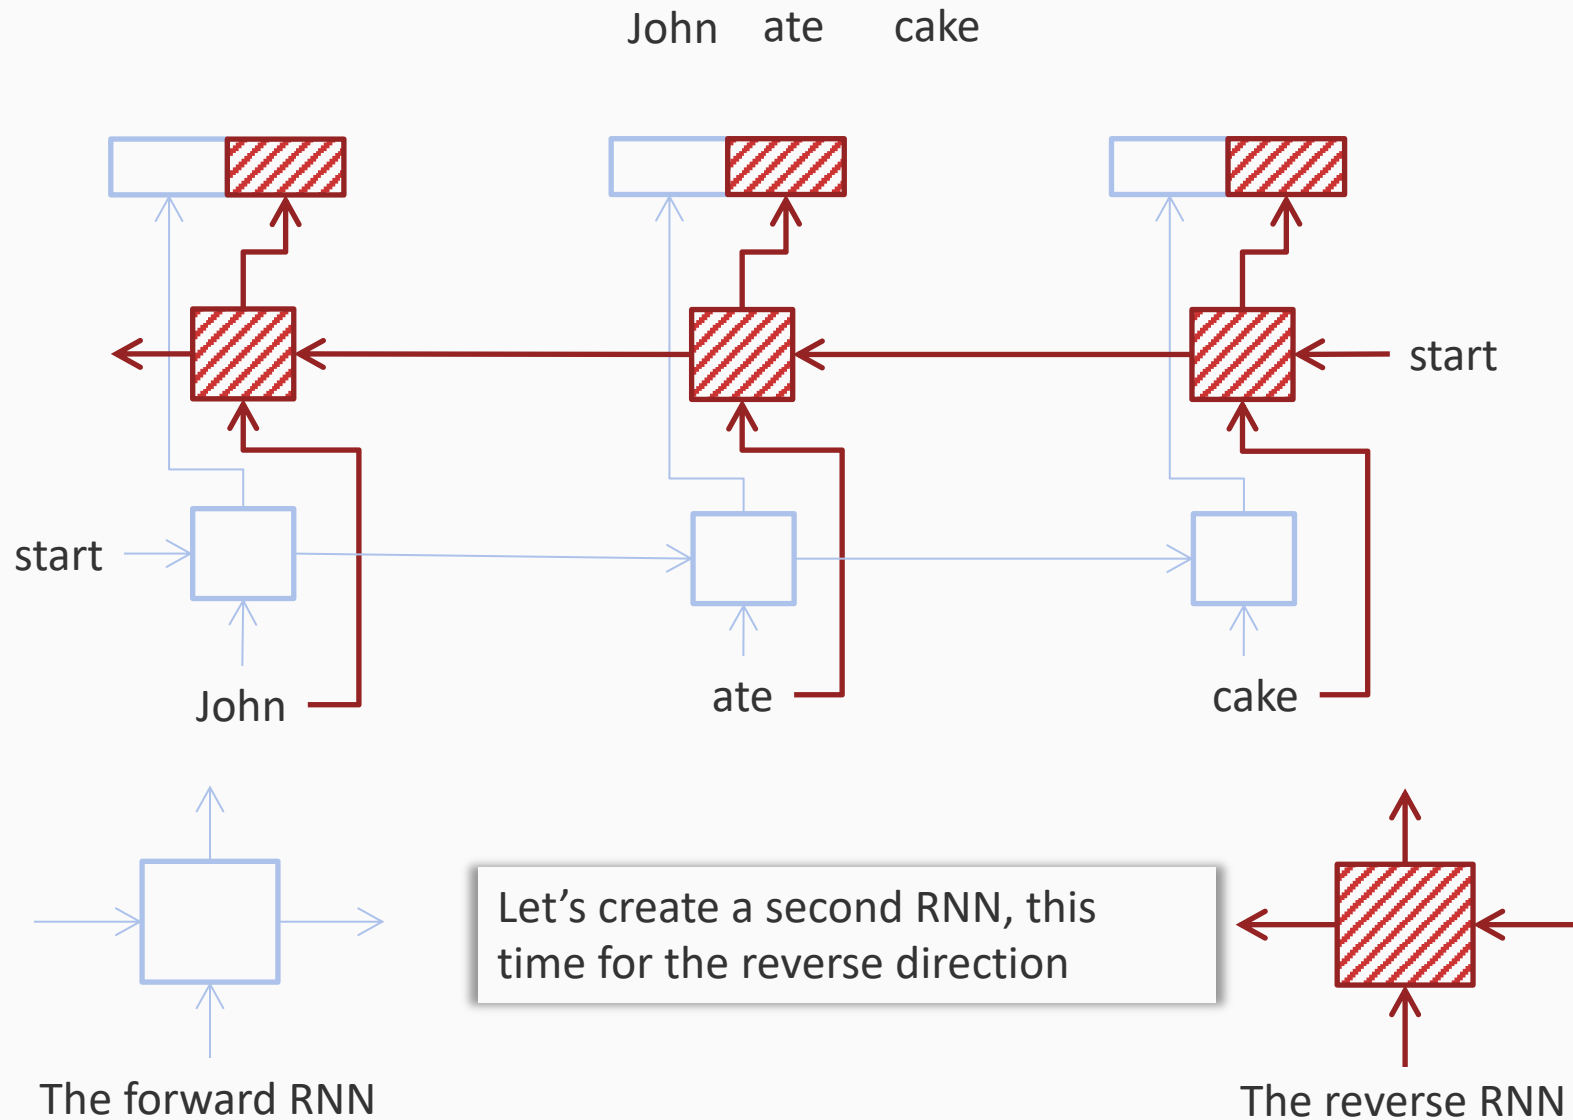 John ate cake
start
start
John ate cake
Let’s create a second RNN, this
time for the reverse direction
The forward RNN
The reverse RNN